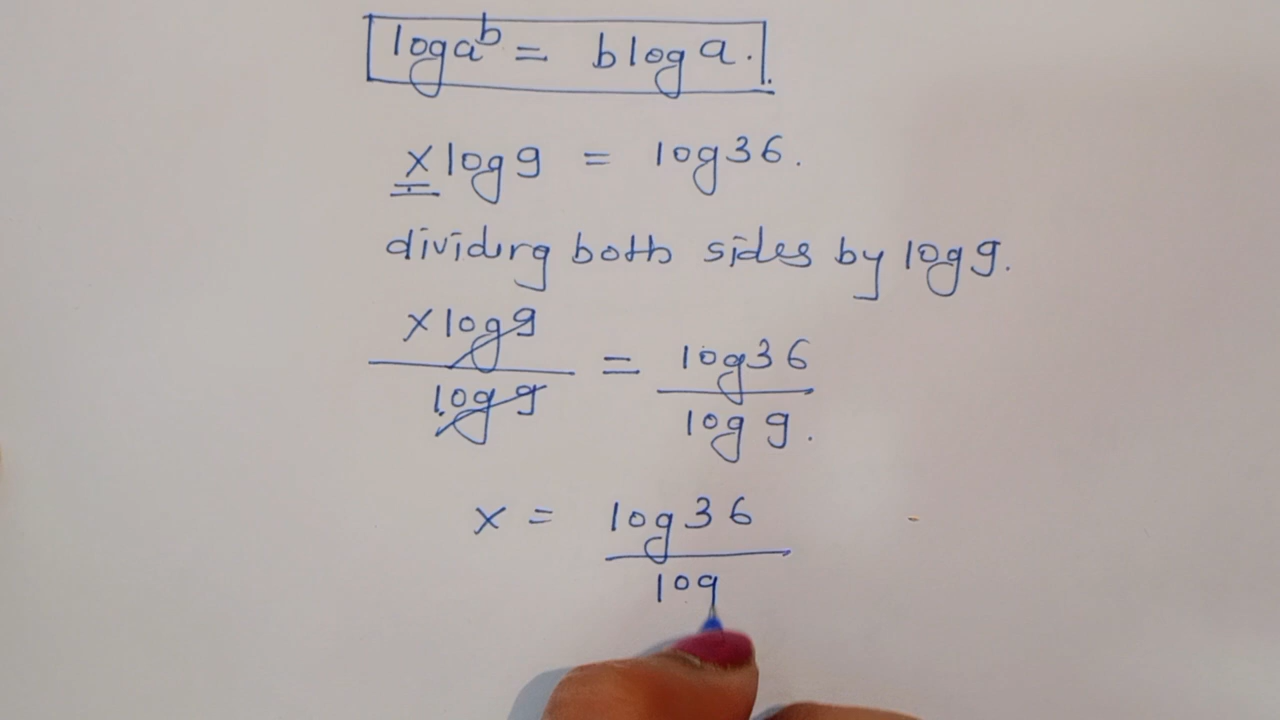 log a^b = b log a.
x log 9 = log 36.
dividing both sides by log 9.
x log 9 / log 9 = log 36 / log 9.
x = log 36 / log